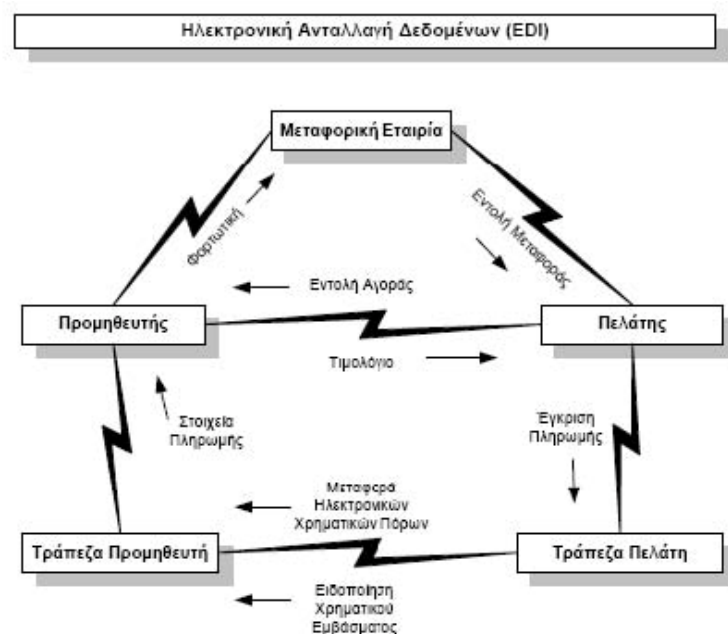 Ηλεκτρονική Ανταλλαγή Δεδομένων (EDI)
Μεταφορική Εταιρία
Φορτωτική
Εντολή Μεταφοράς
Εντολή Αγοράς
Προμηθευτής
Πελάτης
Τιμολόγιο
Στοιχεία
Πληρωμής
Έγκριση
Πληρωμής
Μεταφορά
Ηλεκτρονικών
Χρηματικών Πόρων
Τράπεζα Προμηθευτή
Τράπεζα Πελάτη
Ειδοποίηση
Χρηματικού
Εμβάσματος